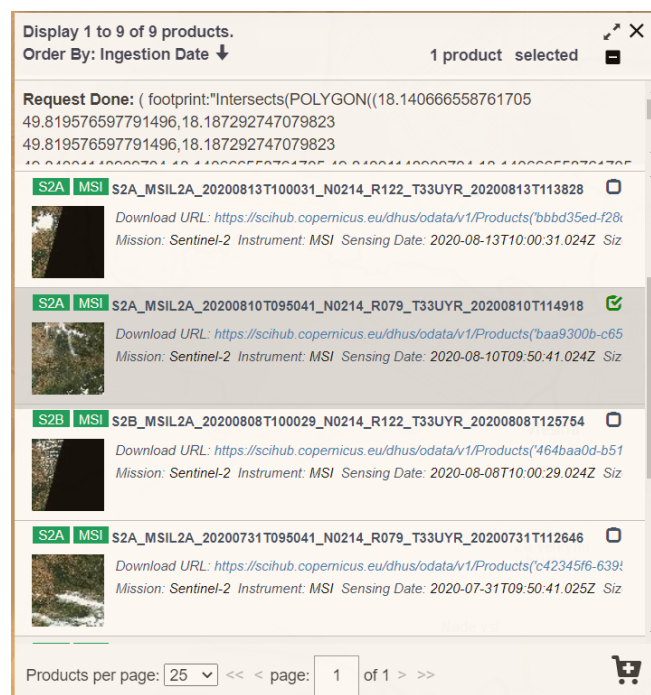 Display 1 to 9 of 9 products.
Order By: Ingestion Date
1 product selected
Request Done: ( footprint:"Intersects(POLYGON((18.140666558761705
49.819576597791496,18.187292747079823
49.819576597791496,18.187292747079823
S2A MSI S2A_MSIL2A_20200813T100031_N0214_R122_T33UYR_20200813T113828
Download URL: https://scihub.copernicus.eu/dhus/odata/v1/Products('bbbd35ed-f28
Mission: Sentinel-2 Instrument: MSI Sensing Date: 2020-08-13T10:00:31.024Z Siz
S2A MSI S2A_MSIL2A_20200810T095041_N0214_R079_T33UYR_20200810T114918
Download URL: https://scihub.copernicus.eu/dhus/odata/v1/Products('baa9300b-c65
Mission: Sentinel-2 Instrument: MSI Sensing Date: 2020-08-10T09:50:41.024Z Siz
S2B MSI S2B_MSIL2A_20200808T100029_N0214_R122_T33UYR_20200808T125754
Download URL: https://scihub.copernicus.eu/dhus/odata/v1/Products('464baa0d-b51
Mission: Sentinel-2 Instrument: MSI Sensing Date: 2020-08-08T10:00:29.024Z Siz
S2A MSI S2A_MSIL2A_20200731T095041_N0214_R079_T33UYR_20200731T112646
Download URL: https://scihub.copernicus.eu/dhus/odata/v1/Products('c42345f6-639
Mission: Sentinel-2 Instrument: MSI Sensing Date: 2020-07-31T09:50:41.025Z Siz
Products per page: 25 << < page: 1 of 1 > >>